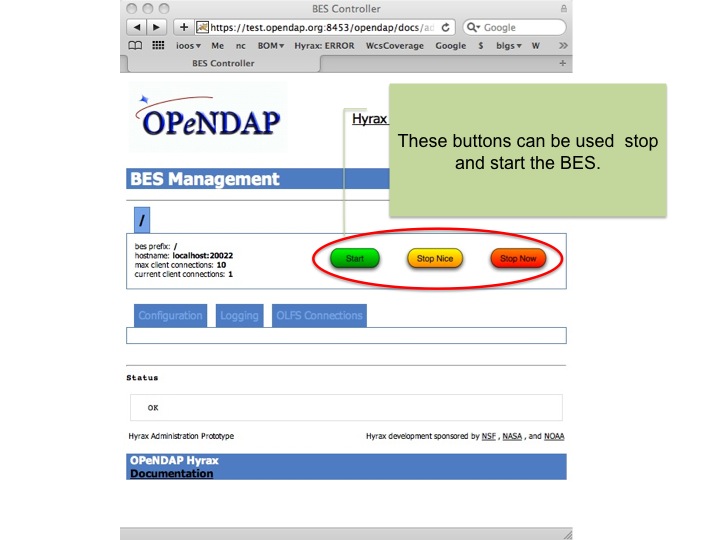 BES Controller
https://test.opendap.org:8453/opendap/docs/ad
Google
ioos Me nc BOM Hyrax: ERROR WcsCoverage Google $ blgs W
BES Controller
OPeNDAP
Hyrax
These buttons can be used  stop
and start the BES.
BES Management
/
bes prefix: /
hostname: localhost:20022
max client connections: 10
current client connections: 1
Start
Stop Nice
Stop Now
Configuration Logging OLFS Connections
Status
OK
Hyrax Administration Prototype
Hyrax development sponsored by NSF , NASA , and NOAA
OPeNDAP Hyrax
Documentation